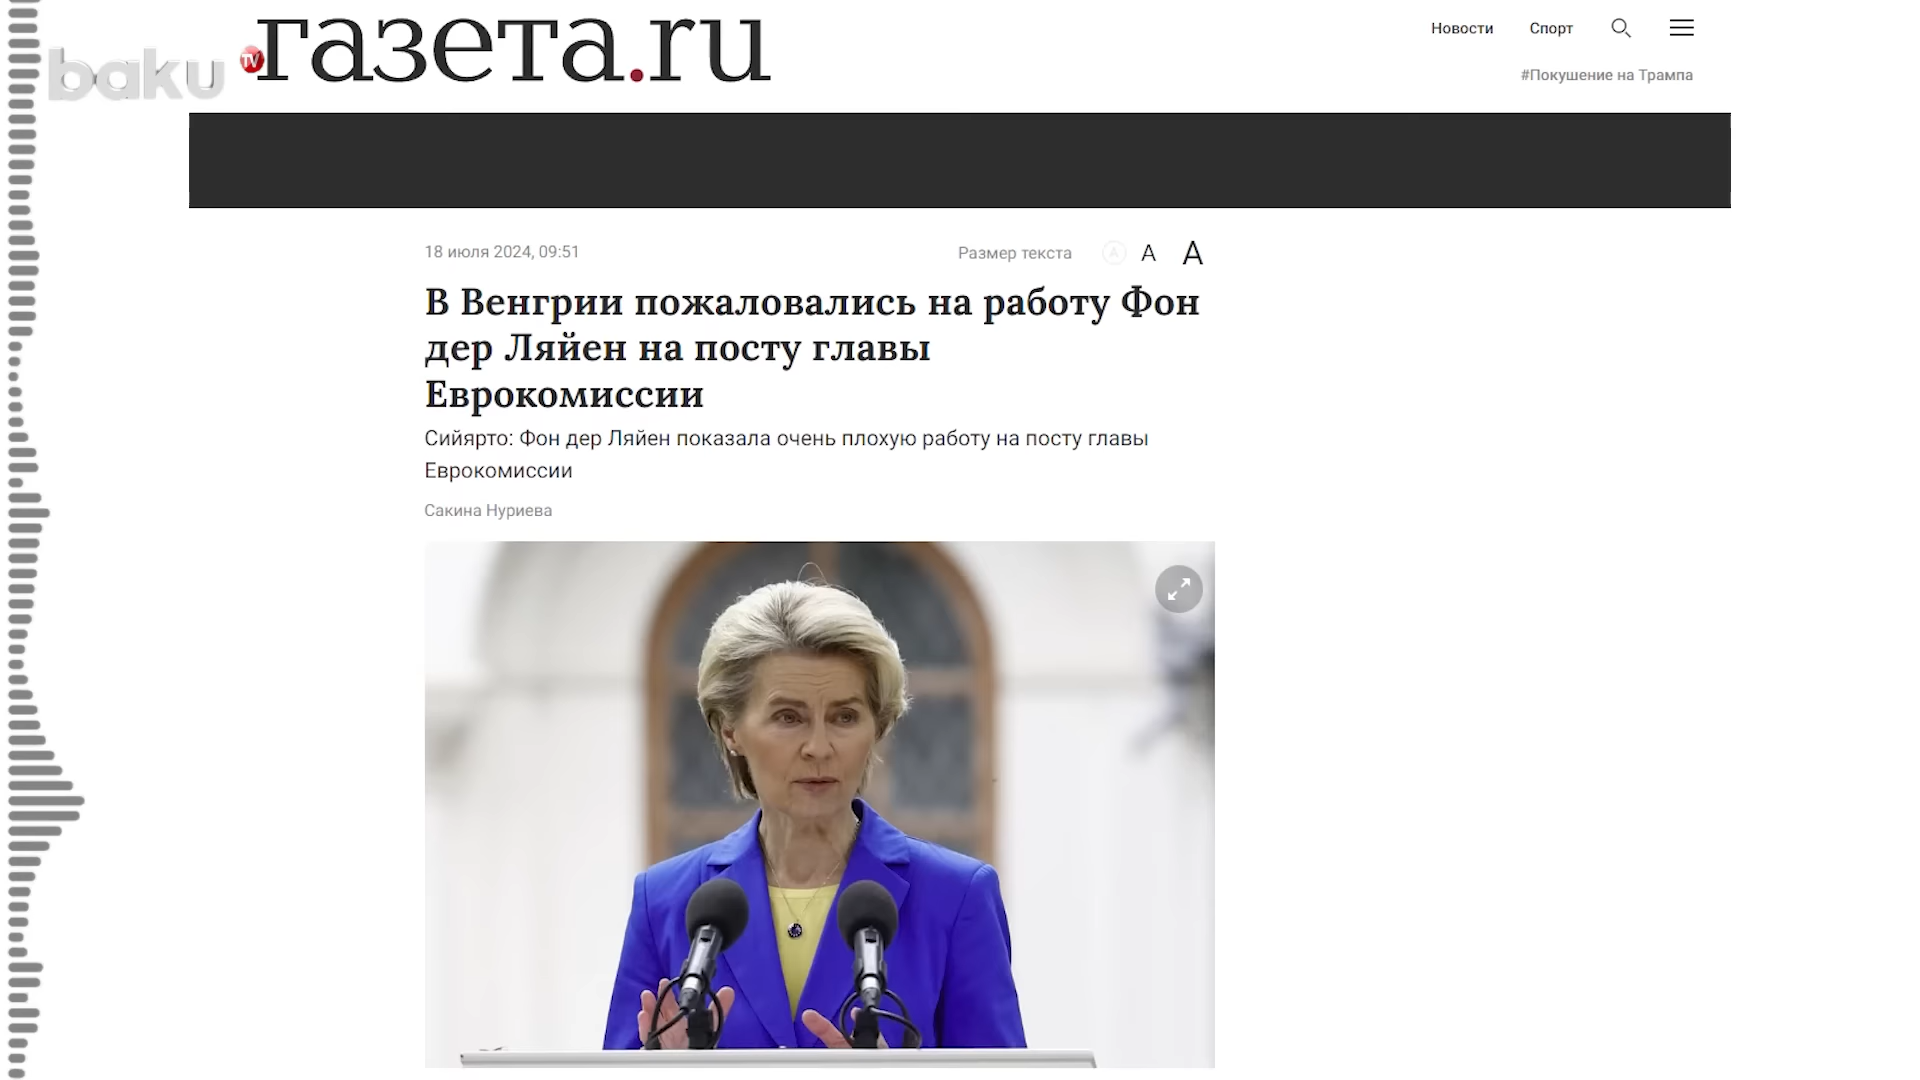 baku TV
газета.ru
Новости
Спорт
#Покушение на Трампа
18 июля 2024, 09:51
Размер текста
A A A
В Венгрии пожаловались на работу Фон
дер Ляйен на посту главы
Еврокомиссии
Сийярто: Фон дер Ляйен показала очень плохую работу на посту главы
Еврокомиссии
Сакина Нуриева